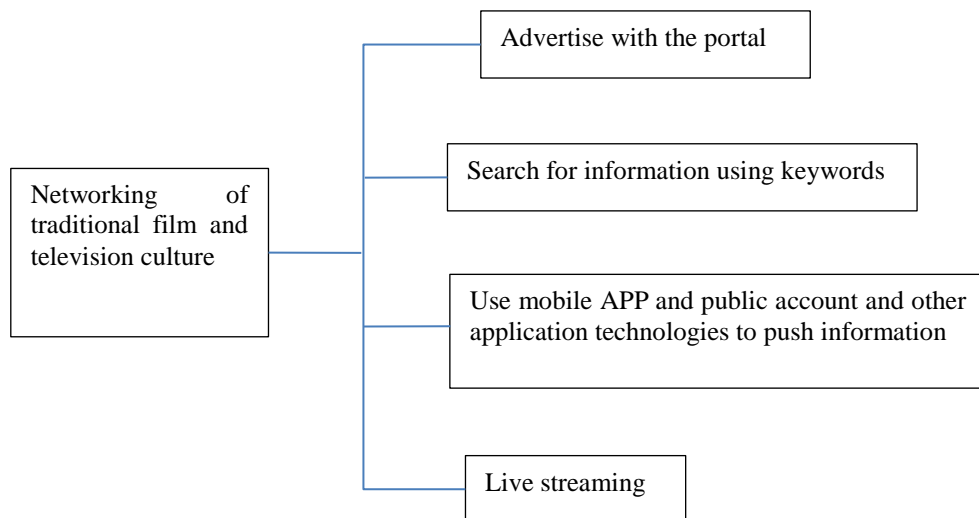 Advertise with the portal
Search for information using keywords
Networking of
traditional film and
television culture
Use mobile APP and public account and other
application technologies to push information
Live streaming